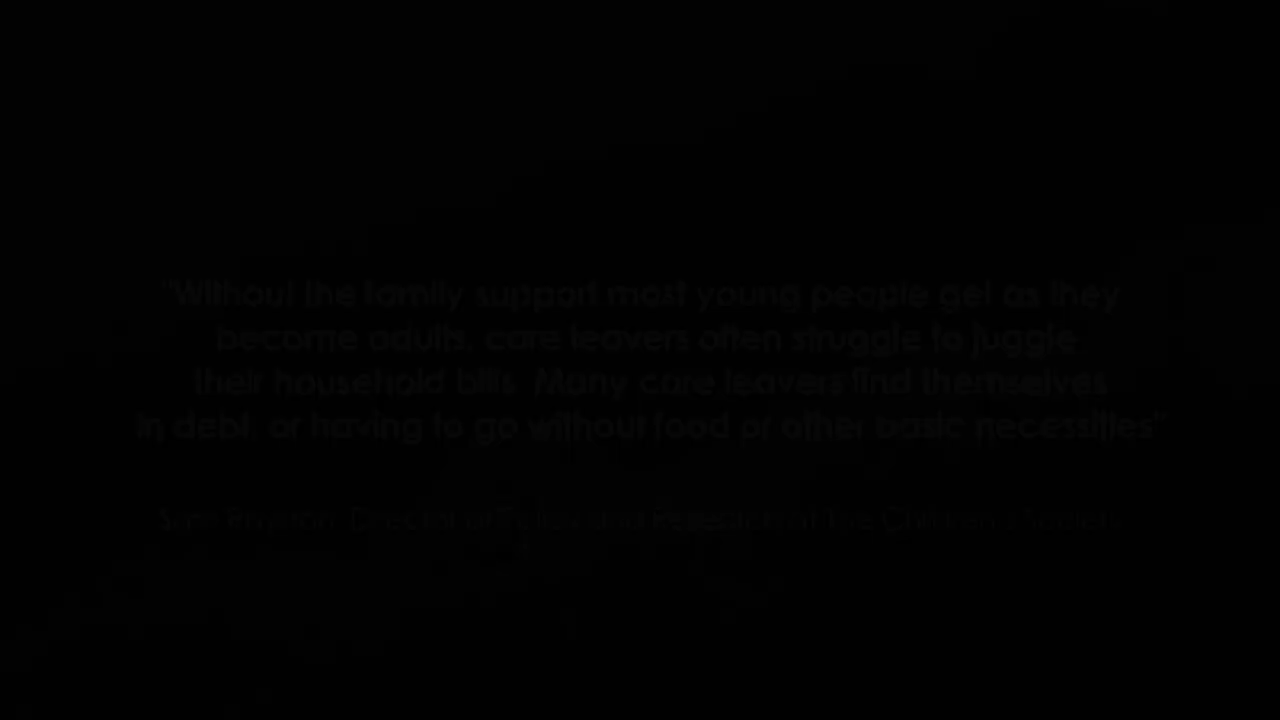 "Without the family support most young people get as they
become adults, care leavers often struggle to juggle
their household bills. Many care leavers find themselves
in debt, or having to go without food or other basic necessities"
Sam Royston, Director of Policy and Research at The Children's Society